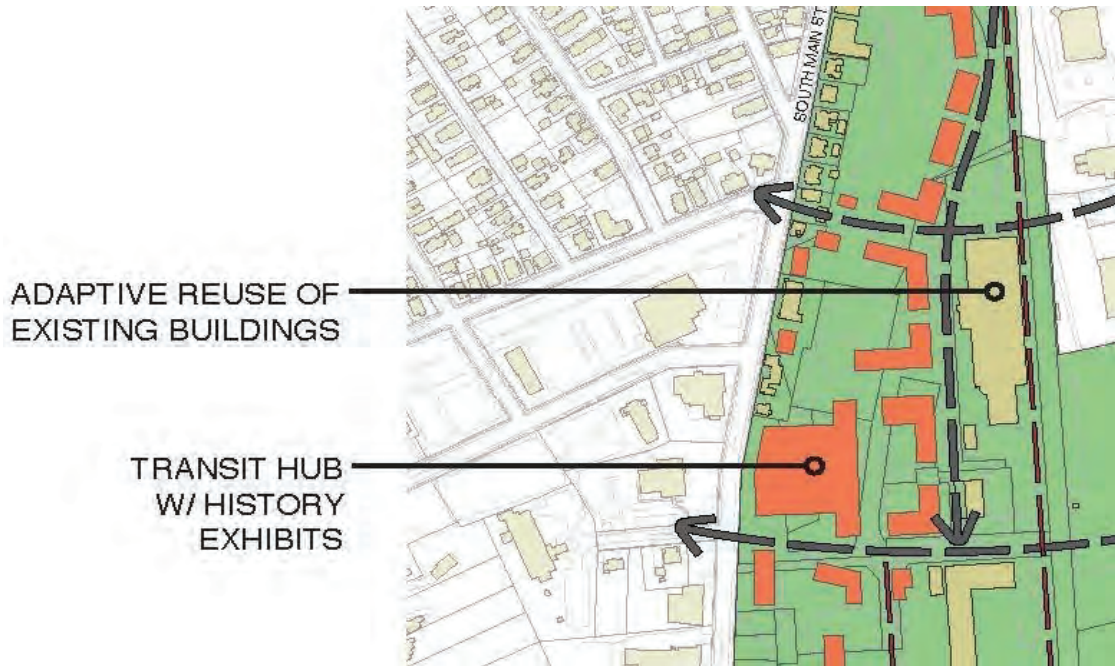 SOUTH MAIN ST
ADAPTIVE REUSE OF
EXISTING BUILDINGS
TRANSIT HUB
W/ HISTORY
EXHIBITS